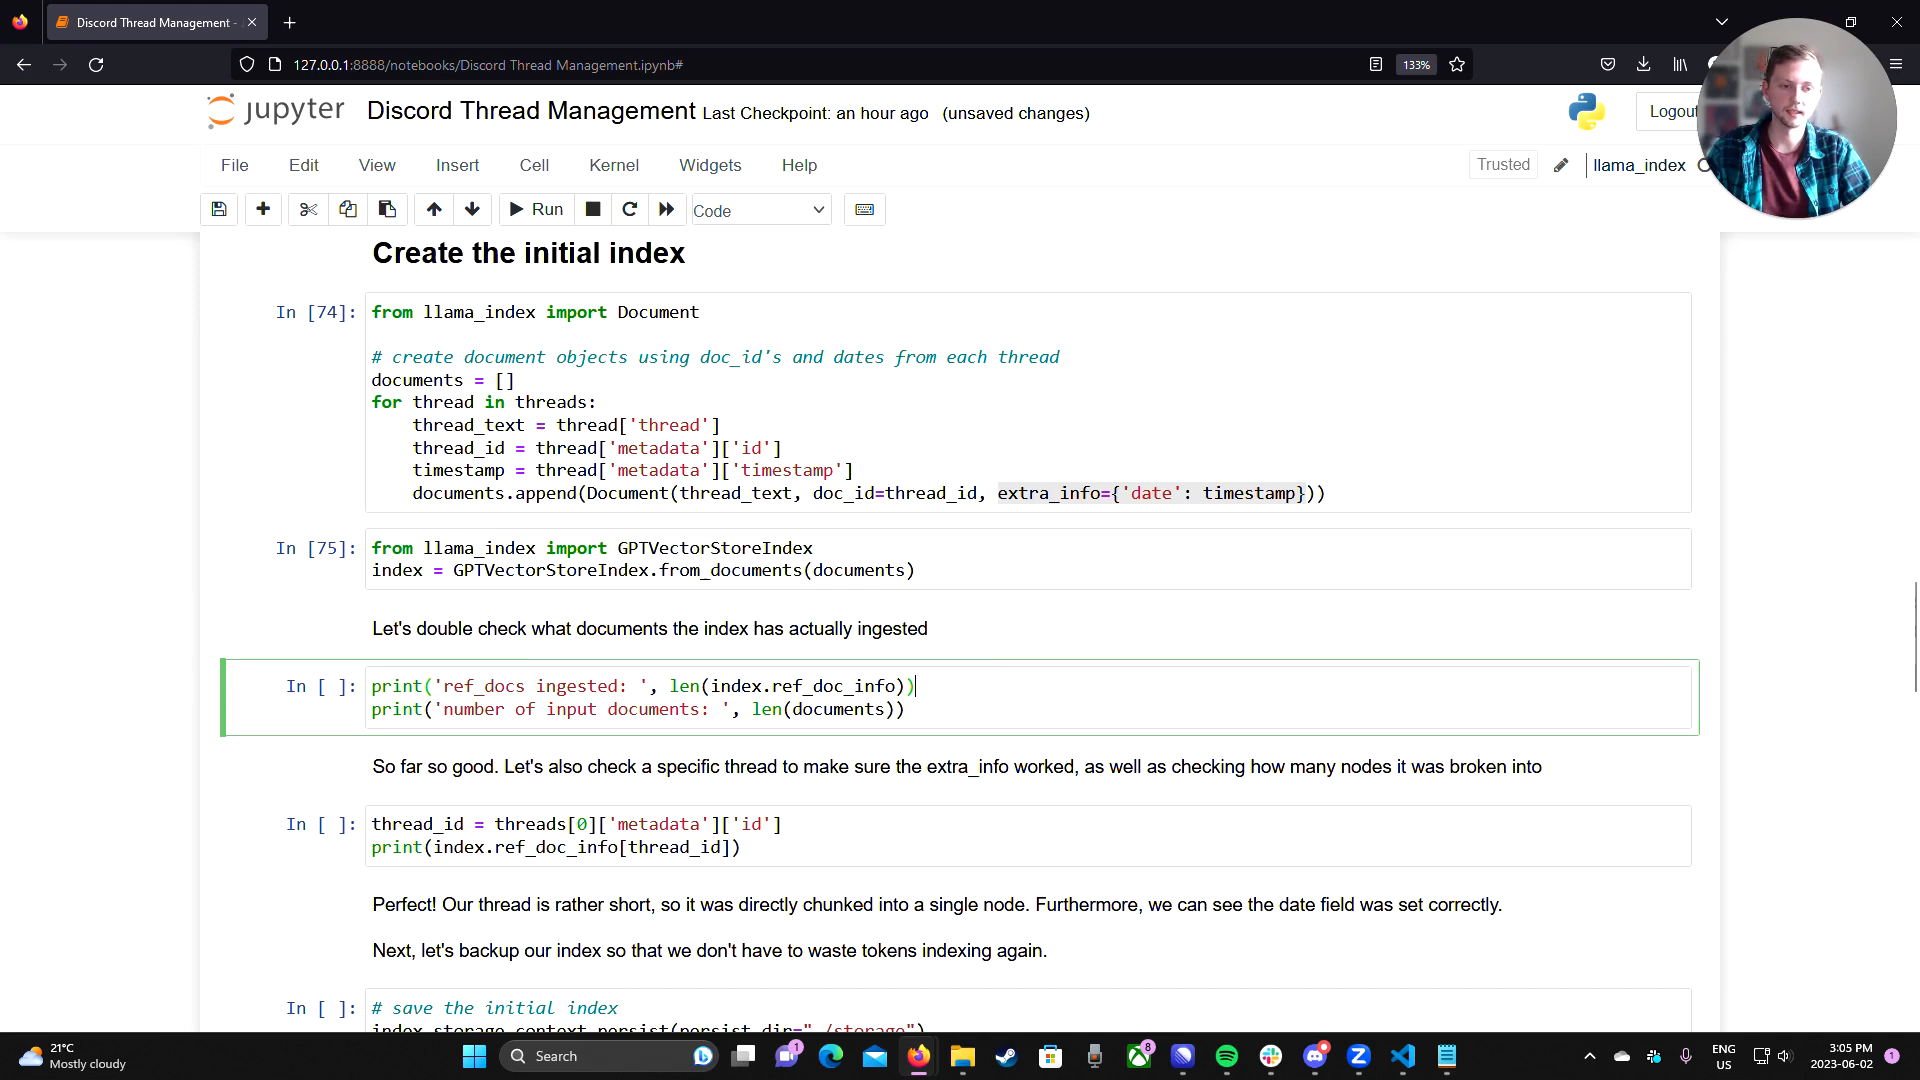 Discord Thread Management -
127.0.0.1:8888/notebooks/Discord Thread Management.ipynb#
133%
jupyter Discord Thread Management Last Checkpoint: an hour ago (unsaved changes)
Logout
File Edit View Insert Cell Kernel Widgets Help
Trusted
llama_index
Run
Code
Create the initial index
In [74]: from llama_index import Document
# create document objects using doc_id's and dates from each thread
documents = []
for thread in threads:
    thread_text = thread['thread']
    thread_id = thread['metadata']['id']
    timestamp = thread['metadata']['timestamp']
    documents.append(Document(thread_text, doc_id=thread_id, extra_info={'date': timestamp}))
In [75]: from llama_index import GPTVectorStoreIndex
index = GPTVectorStoreIndex.from_documents(documents)
Let's double check what documents the index has actually ingested
In [ ]: print('ref_docs ingested: ', len(index.ref_doc_info))
print('number of input documents: ', len(documents))
So far so good. Let's also check a specific thread to make sure the extra_info worked, as well as checking how many nodes it was broken into
In [ ]: thread_id = threads[0]['metadata']['id']
print(index.ref_doc_info[thread_id])
Perfect! Our thread is rather short, so it was directly chunked into a single node. Furthermore, we can see the date field was set correctly.
Next, let's backup our index so that we don't have to waste tokens indexing again.
In [ ]: # save the initial index
index.storage_context.persist(persist_dir="./storage")
21°C
Mostly cloudy
Search
1
8
ENG
US
3:05 PM
2023-06-02
1